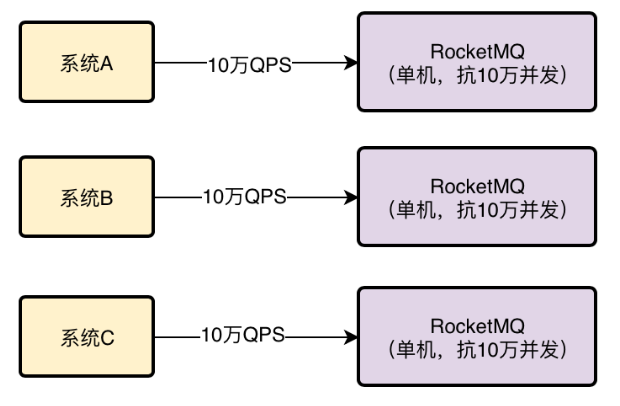 系统A
10万QPS
RocketMQ
（单机，抗10万并发）
系统B
10万QPS
RocketMQ
（单机，抗10万并发）
系统C
10万QPS
RocketMQ
（单机，抗10万并发）